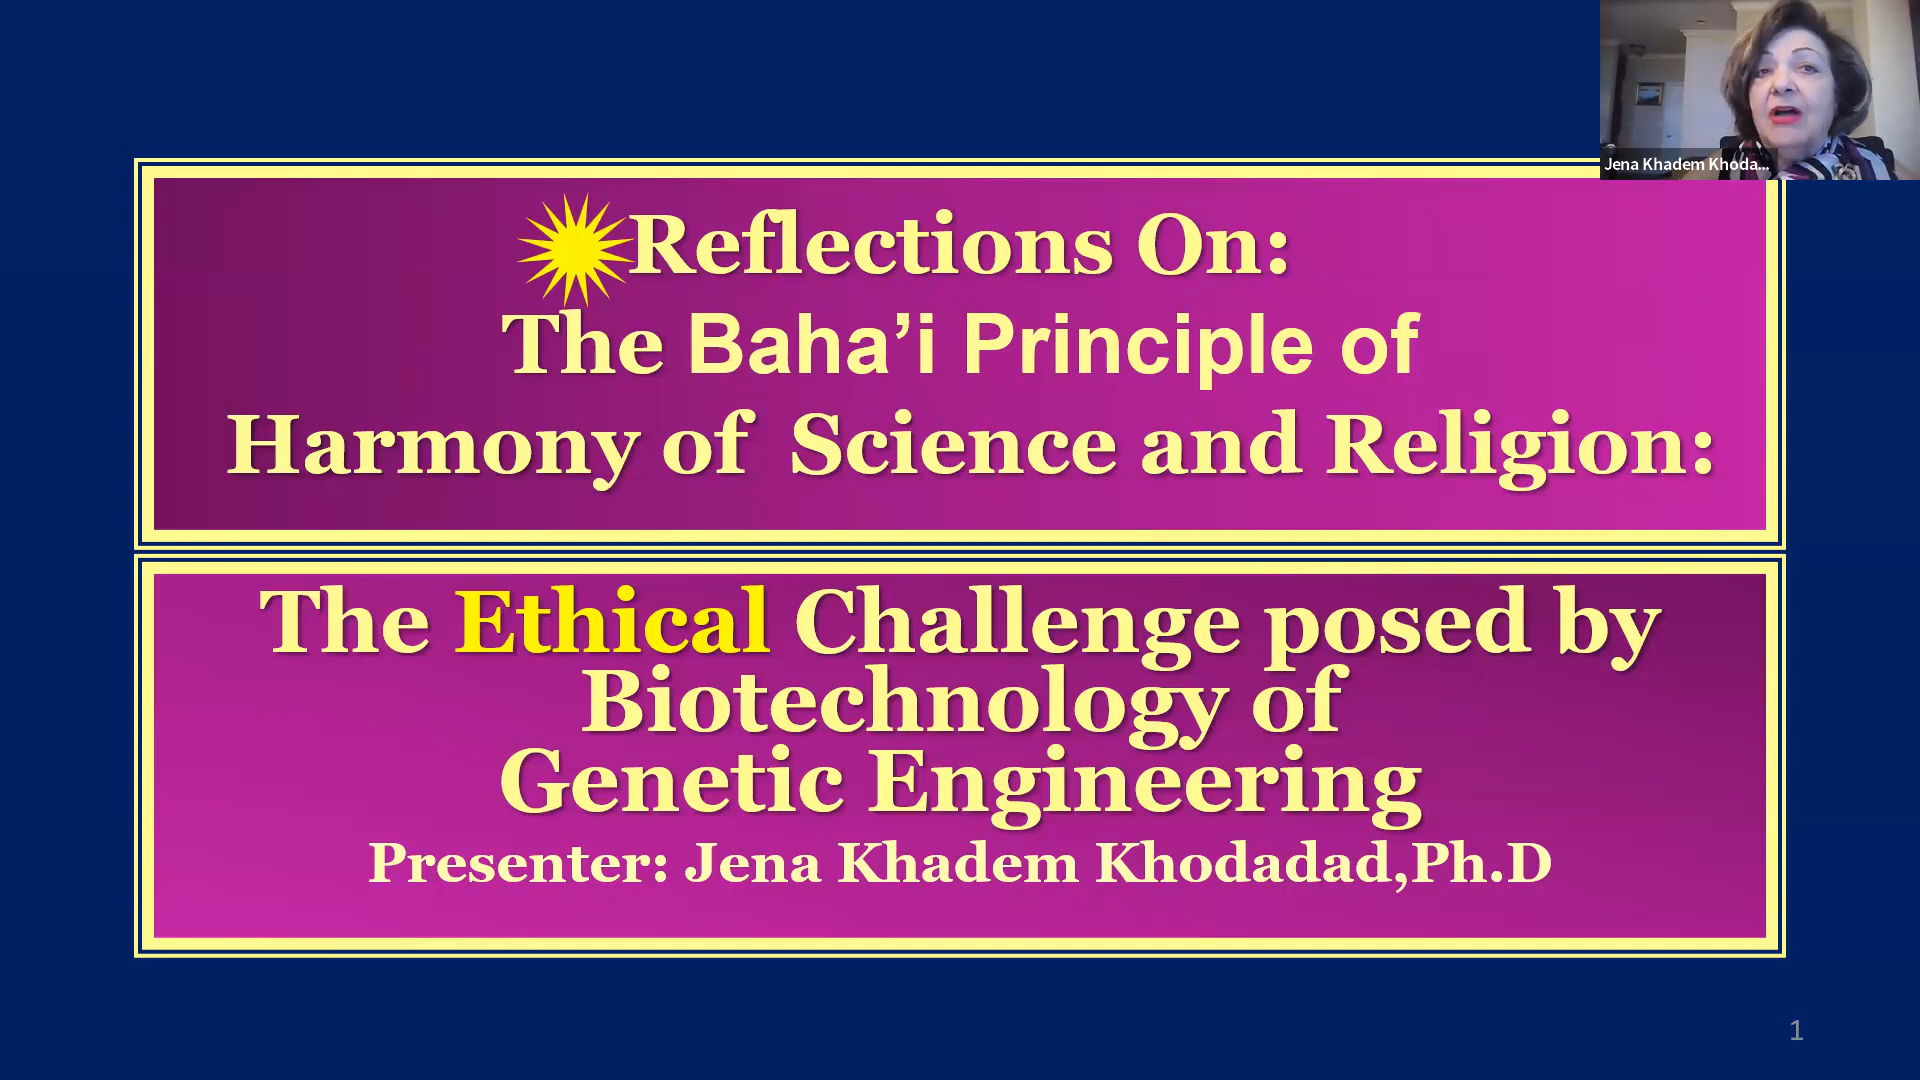 Jena Khadem Khoda...
Reflections On:
The Baha’i Principle of
Harmony of Science and Religion:
The Ethical Challenge posed by
Biotechnology of
Genetic Engineering
Presenter: Jena Khadem Khodadad,Ph.D
1